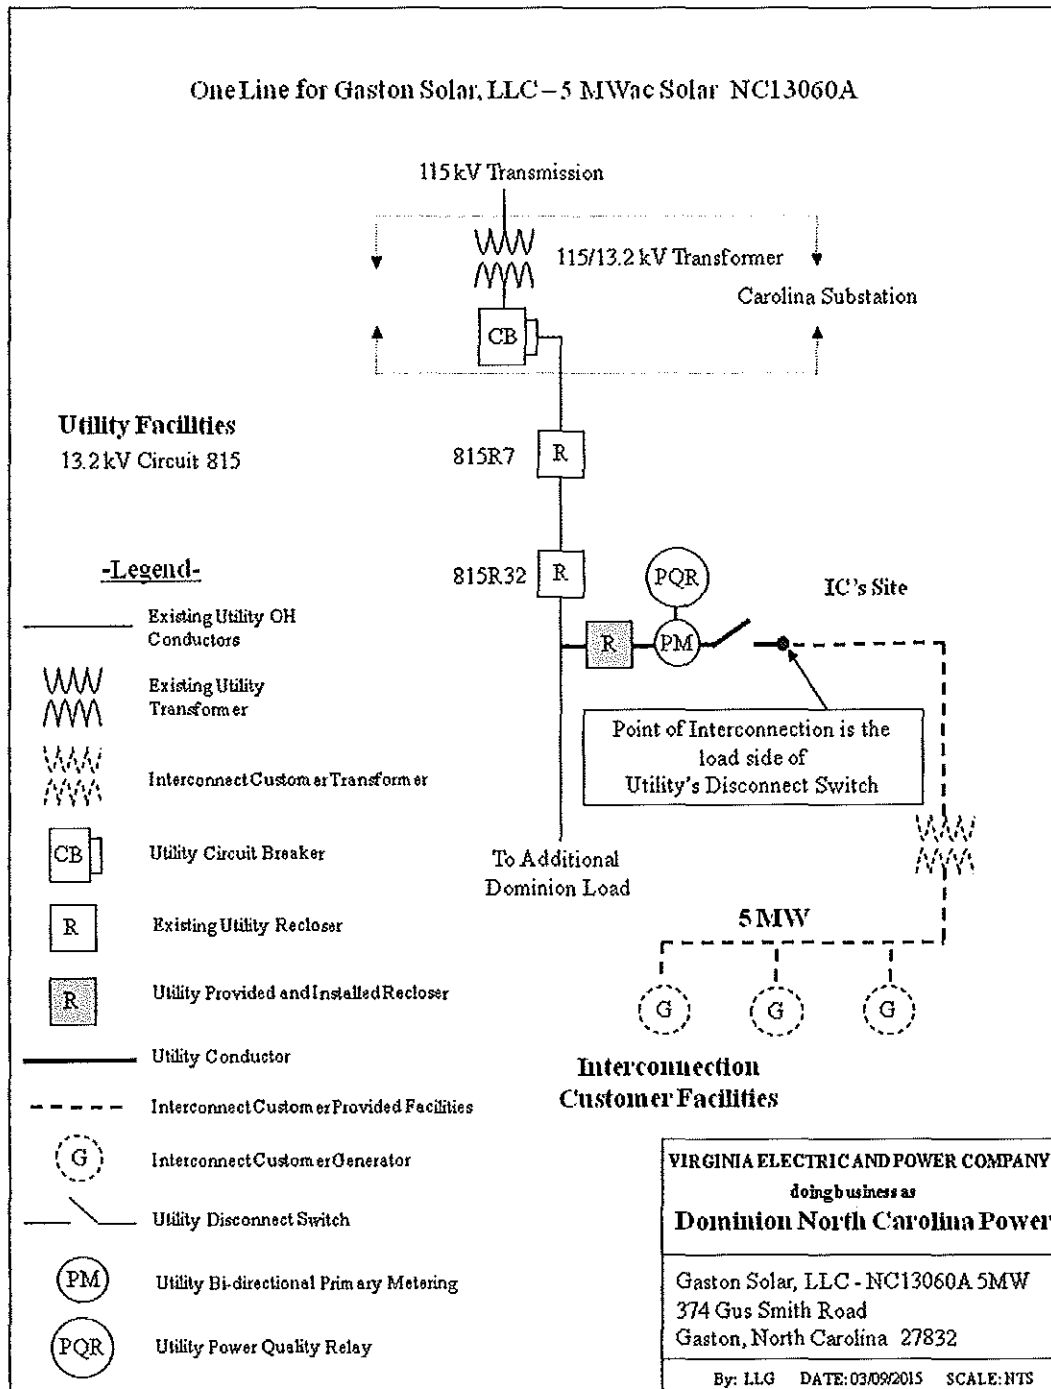 One Line for Gaston Solar, LLC – 5 MWac Solar NC13060A
115 kV Transmission
115/13.2 kV Transformer
Carolina Substation
CB
Utility Facilities
13.2 kV Circuit 815
815R7
R
815R32
R
PQR
IC's Site
R
PM
Point of Interconnection is the
load side of
Utility's Disconnect Switch
To Additional
Dominion Load
5 MW
G
G
G
Interconnection
Customer Facilities
-Legend-
Existing Utility OH
Conductors
Existing Utility
Transformer
Interconnect Customer Transformer
CB
Utility Circuit Breaker
R
Existing Utility Recloser
R
Utility Provided and Installed Recloser
Utility Conductor
Interconnect Customer Provided Facilities
G
Interconnect Customer Generator
Utility Disconnect Switch
PM
Utility Bi-directional Primary Metering
PQR
Utility Power Quality Relay
VIRGINIA ELECTRIC AND POWER COMPANY
doing business as
Dominion North Carolina Power
Gaston Solar, LLC - NC13060A 5MW
374 Gus Smith Road
Gaston, North Carolina 27832
By: LLG DATE: 03/09/2015 SCALE: NTS